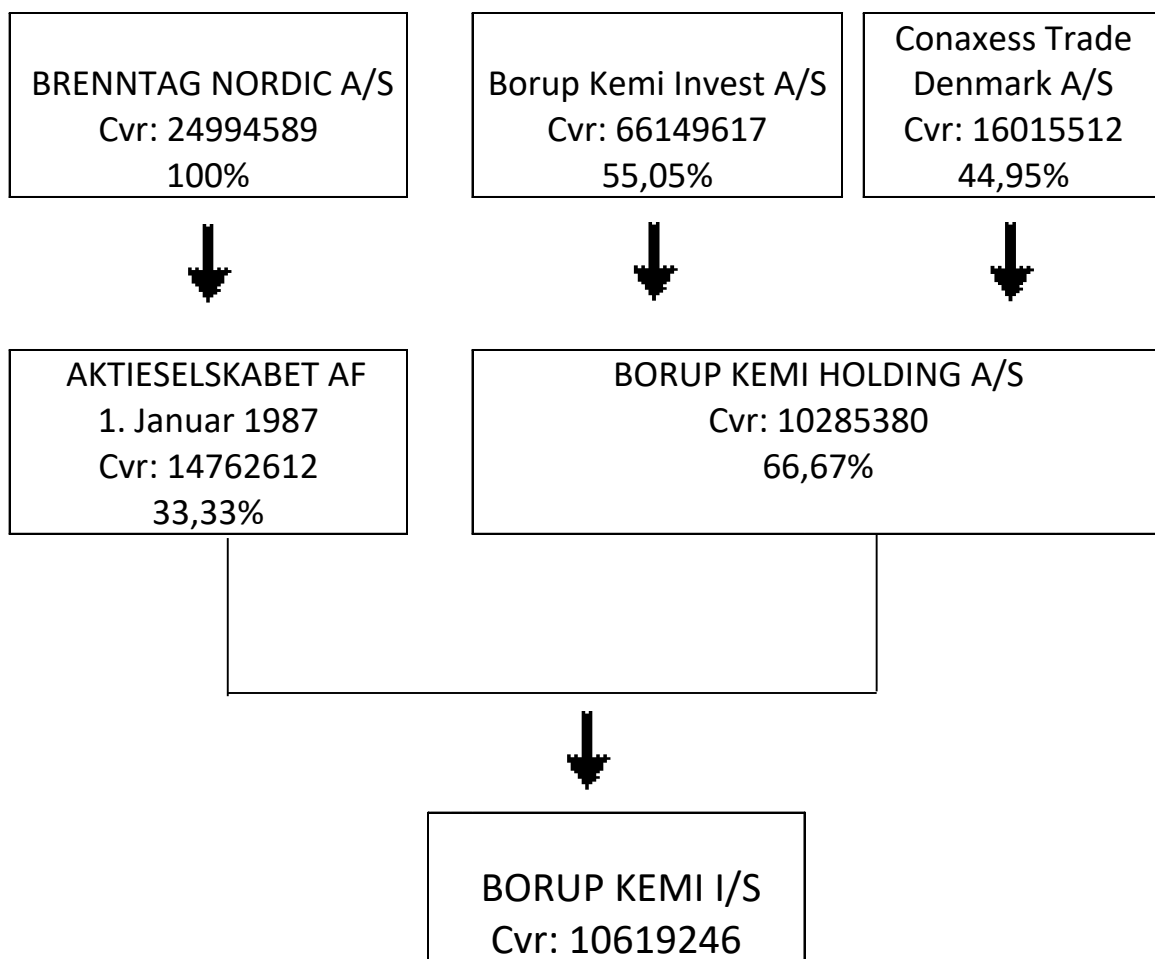 BRENNTAG NORDIC A/S
Cvr: 24994589
100%
Borup Kemi Invest A/S
Cvr: 66149617
55,05%
Conaxess Trade
Denmark A/S
Cvr: 16015512
44,95%
AKTIESELSKABET AF
1. Januar 1987
Cvr: 14762612
33,33%
BORUP KEMI HOLDING A/S
Cvr: 10285380
66,67%
BORUP KEMI I/S
Cvr: 10619246